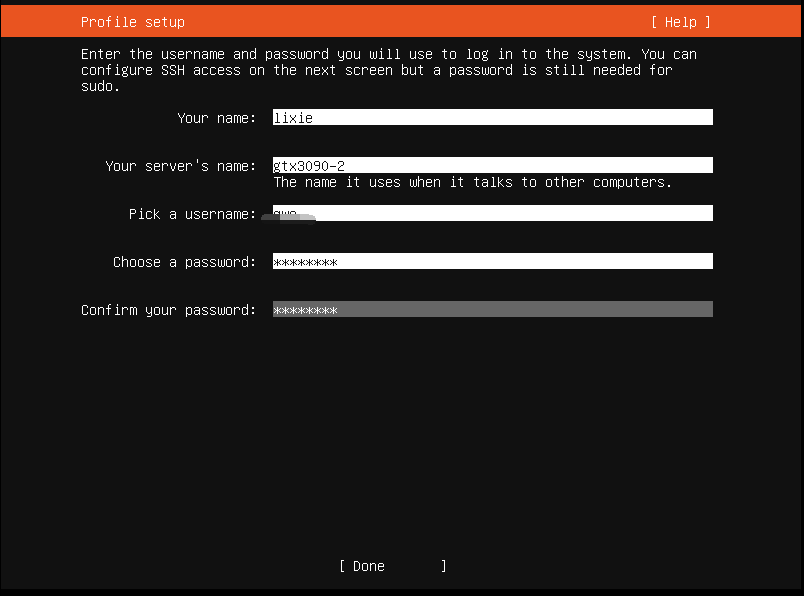 Profile setup [ Help ]
Enter the username and password you will use to log in to the system. You can
configure SSH access on the next screen but a password is still needed for
sudo.
Your name: lixie
Your server's name: gtx3090-2
The name it uses when it talks to other computers.
Pick a username:
Choose a password: ********
Confirm your password: ********
[ Done ]